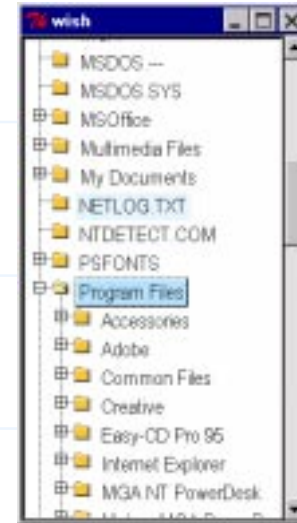 wish
MSDOS ---
MSDOS.SYS
MSOffice
Multimedia Files
My Documents
NETLOG.TXT
NTDETECT.COM
PSFONTS
Program Files
Accessories
Adobe
Common Files
Creative
Easy-CD Pro 95
Internet Explorer
MGA NT PowerDesk